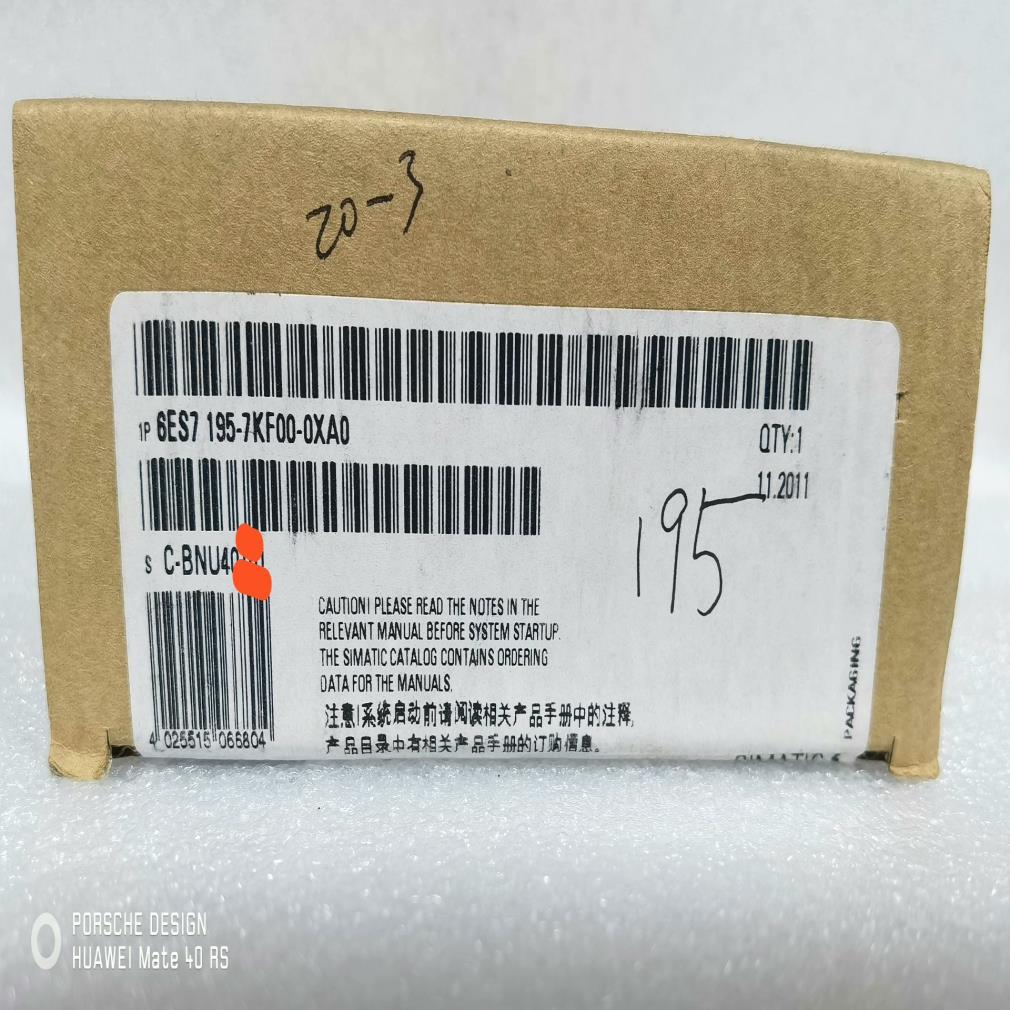 20-3
1P 6ES7 195-7KF00-0XA0
QTY:1
11.2011
S C-BNU40
195
CAUTION! PLEASE READ THE NOTES IN THE
RELEVANT MANUAL BEFORE SYSTEM STARTUP.
THE SIMATIC CATALOG CONTAINS ORDERING
DATA FOR THE MANUALS.
注意!系统启动前请阅读相关产品手册中的注释,
产品目录中有相关产品手册的订购信息。
4 025515 066804
PACKAGING
SIMATIC
PORSCHE DESIGN
HUAWEI Mate 40 RS